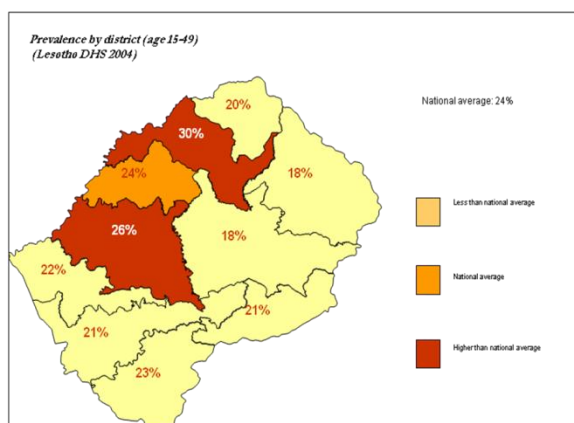 Prevalence by district (age 15-49)
(Lesotho DHS 2004)
National average: 24%
20%
30%
24%
18%
26%
18%
22%
21%
21%
23%
Less than national average
National average
Higher than national average